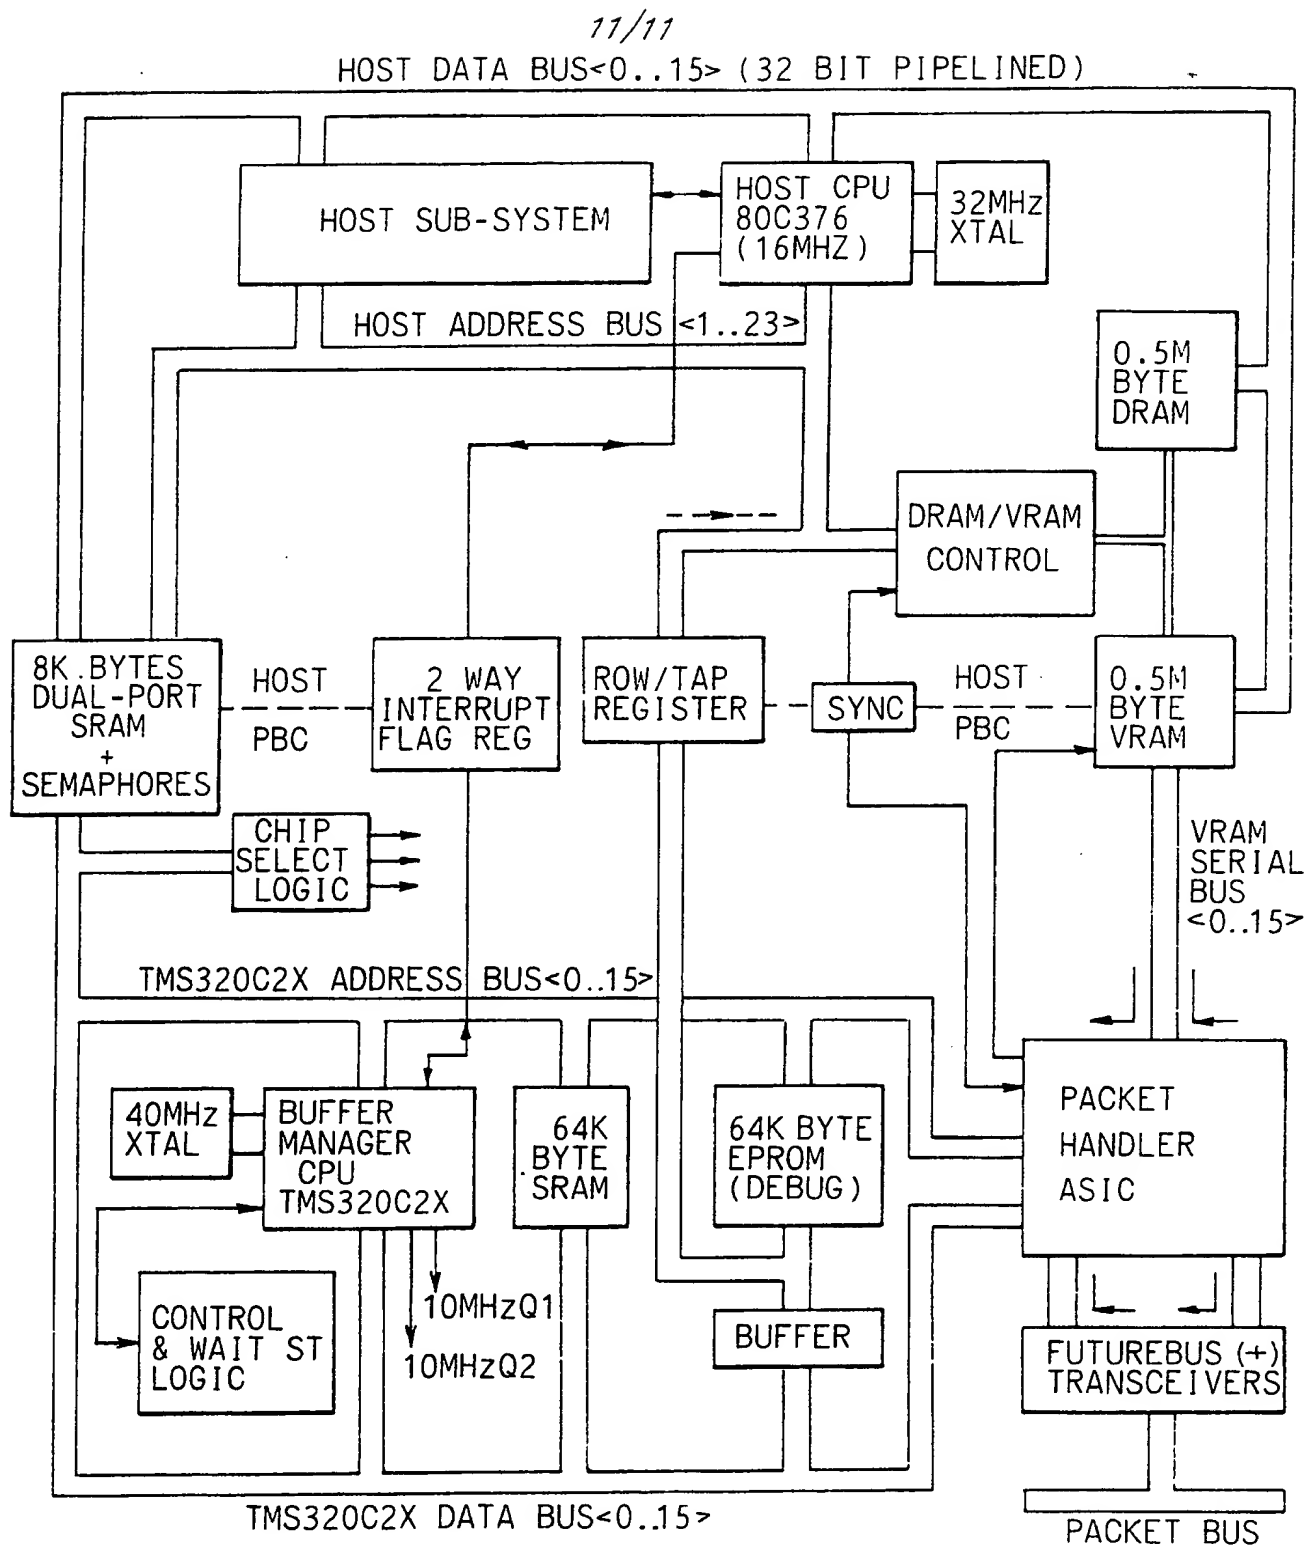 11/11
HOST DATA BUS<0..15> (32 BIT PIPELINED)
HOST SUB-SYSTEM
HOST CPU
80C376
(16MHZ)
32MHz
XTAL
HOST ADDRESS BUS <1..23>
0.5M
BYTE
DRAM
DRAM/VRAM
CONTROL
8K.BYTES
DUAL-PORT
SRAM
+
SEMAPHORES
HOST
PBC
2 WAY
INTERRUPT
FLAG REG
ROW/TAP
REGISTER
SYNC
HOST
PBC
0.5M
BYTE
VRAM
CHIP
SELECT
LOGIC
VRAM
SERIAL
BUS
<0..15>
TMS320C2X ADDRESS BUS<0..15>
40MHz
XTAL
BUFFER
MANAGER
CPU
TMS320C2X
64K
BYTE
SRAM
64K BYTE
EPROM
(DEBUG)
PACKET
HANDLER
ASIC
CONTROL
& WAIT ST
LOGIC
10MHzQ1
10MHzQ2
BUFFER
FUTUREBUS (+)
TRANSCEIVERS
TMS320C2X DATA BUS<0..15>
PACKET BUS